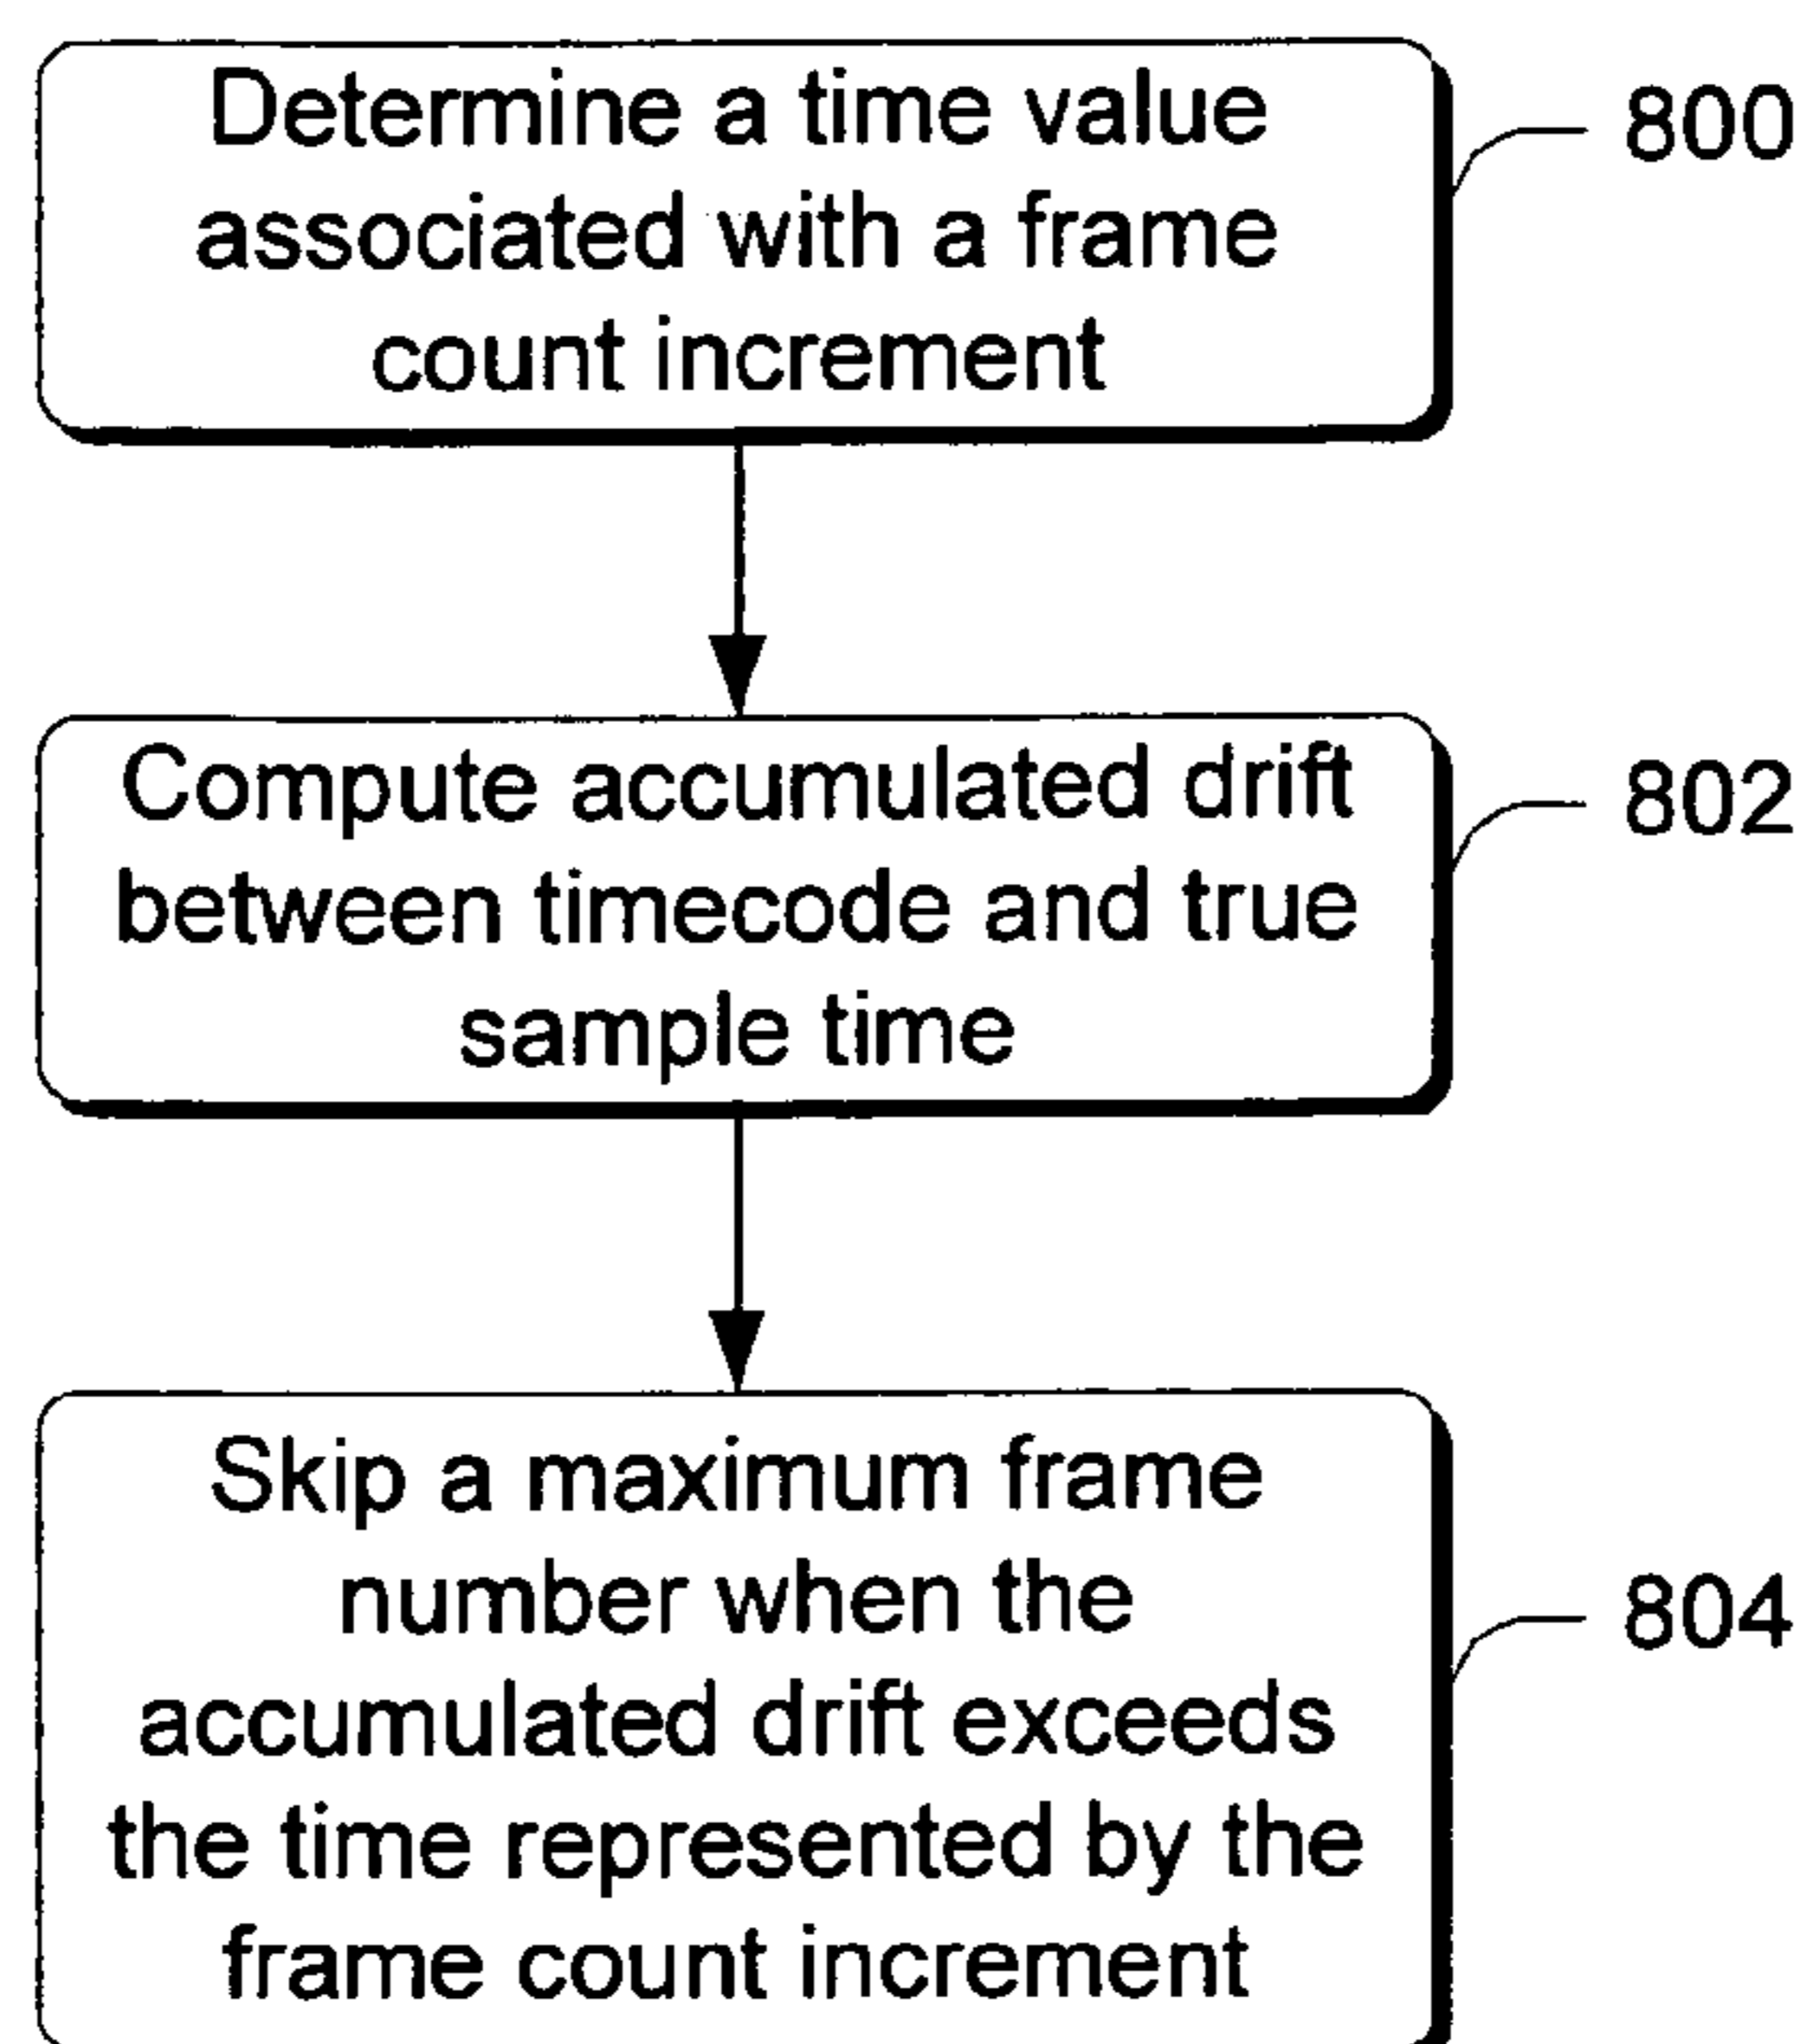 Determine a time value
associated with a frame
count increment
800
Compute accumulated drift
between timecode and true
sample time
802
Skip a maximum frame
number when the
accumulated drift exceeds
the time represented by the
frame count increment
804